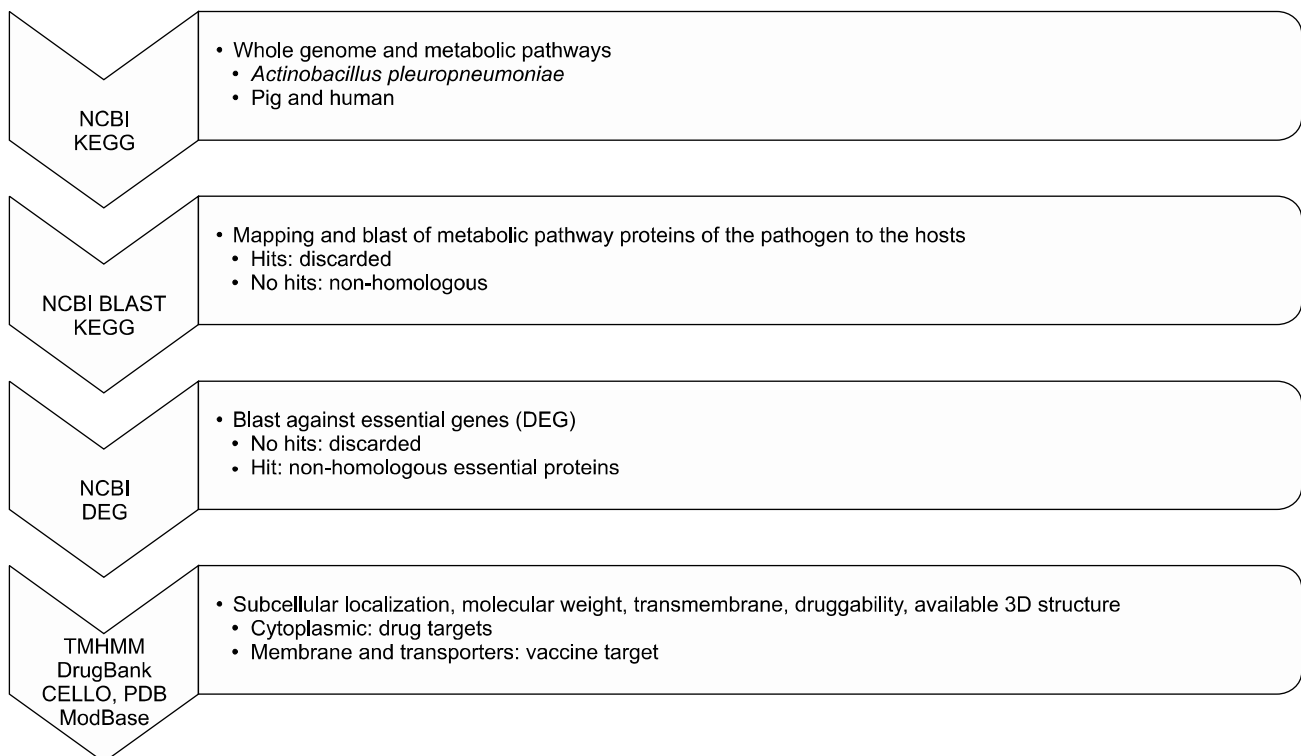 NCBI
KEGG
• Whole genome and metabolic pathways
• Actinobacillus pleuropneumoniae
• Pig and human
NCBI BLAST
KEGG
• Mapping and blast of metabolic pathway proteins of the pathogen to the hosts
• Hits: discarded
• No hits: non-homologous
NCBI
DEG
• Blast against essential genes (DEG)
• No hits: discarded
• Hit: non-homologous essential proteins
TMHMM
DrugBank
CELLO, PDB
ModBase
• Subcellular localization, molecular weight, transmembrane, druggability, available 3D structure
• Cytoplasmic: drug targets
• Membrane and transporters: vaccine target